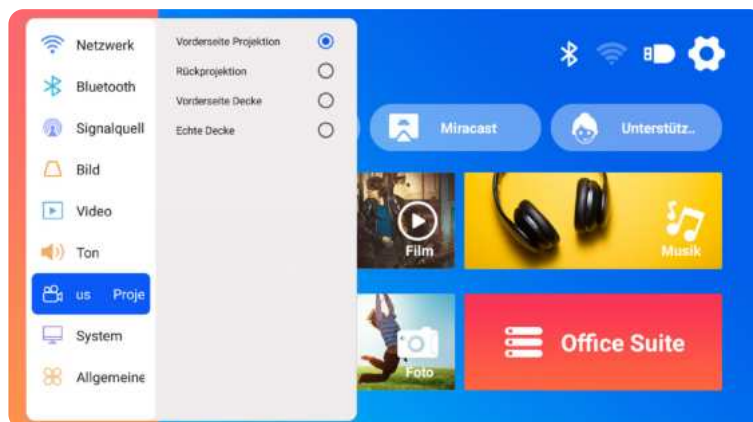 Netzwerk
Bluetooth
Signalquell
Bild
Video
Ton
us Proje
System
Allgemeine
Vorderseite Projektion
Rückprojektion
Vorderseite Decke
Echte Decke
Miracast
Unterstütz..
Film
Musik
Foto
Office Suite